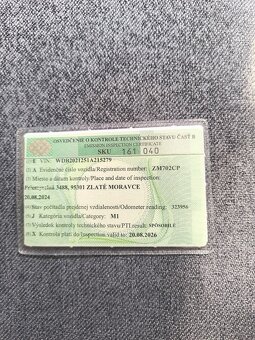 OSVEDČENIE O KONTROLE TECHNICKÉHO STAVU ČASŤ B
EMISSION INSPECTION CERTIFICATE
SKU 161 040
E VIN: WDB2021251A215279
A Evidenčné číslo vozidla/Registration number: ZM702CP
Miesto a dátum kontroly/Place and date of inspection:
5488, 95301 ZLATÉ MORAVCE
20.08.2024
Stav počítadla prejdenej vzdialenosti/Odometer reading: 323956
J Kategória vozidla/Category: M1
Výsledok kontroly technického stavu/PTI result: SPÔSOBILÉ
X Kontrola platí do/Inspection valid to: 20.08.2026